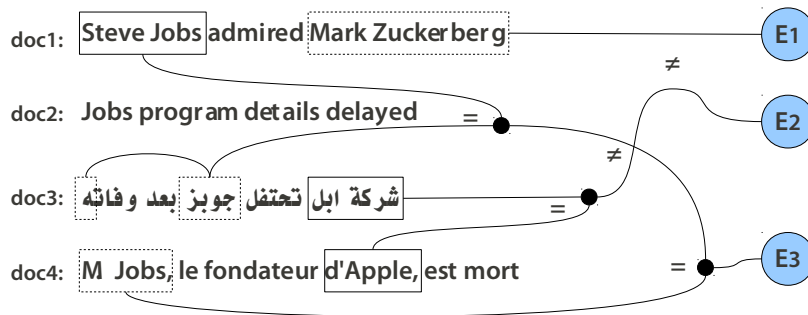 doc1: Steve Jobs admired Mark Zuckerberg E1
≠
doc2: Jobs program details delayed = E2
≠
doc3: شركة ابل تحتفل جوبز بعد وفاته
=
doc4: M Jobs, le fondateur d'Apple, est mort = E3